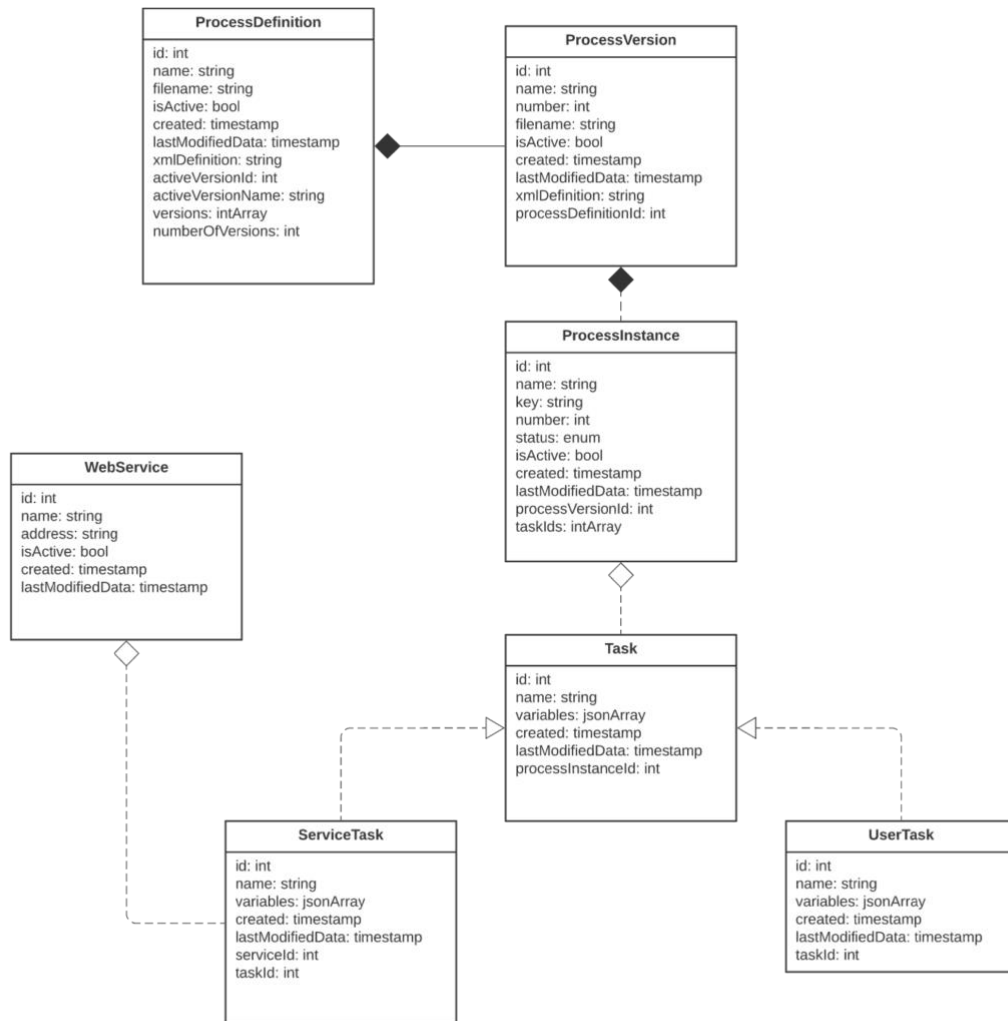 ProcessDefinition
id: int
name: string
filename: string
isActive: bool
created: timestamp
lastModifiedData: timestamp
xmlDefinition: string
activeVersionId: int
activeVersionName: string
versions: intArray
numberOfVersions: int
ProcessVersion
id: int
name: string
number: int
filename: string
isActive: bool
created: timestamp
lastModifiedData: timestamp
xmlDefinition: string
processDefinitionId: int
ProcessInstance
id: int
name: string
key: string
number: int
status: enum
isActive: bool
created: timestamp
lastModifiedData: timestamp
processVersionId: int
taskIds: intArray
WebService
id: int
name: string
address: string
isActive: bool
created: timestamp
lastModifiedData: timestamp
Task
id: int
name: string
variables: jsonArray
created: timestamp
lastModifiedData: timestamp
processInstanceId: int
ServiceTask
id: int
name: string
variables: jsonArray
created: timestamp
lastModifiedData: timestamp
serviceId: int
taskId: int
UserTask
id: int
name: string
variables: jsonArray
created: timestamp
lastModifiedData: timestamp
taskId: int